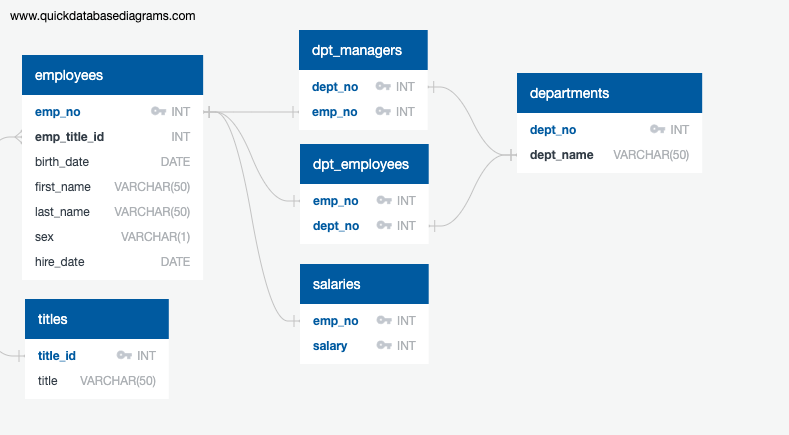 www.quickdatabasediagrams.com
employees
emp_no INT
emp_title_id INT
birth_date DATE
first_name VARCHAR(50)
last_name VARCHAR(50)
sex VARCHAR(1)
hire_date DATE
titles
title_id INT
title VARCHAR(50)
dpt_managers
dept_no INT
emp_no INT
dpt_employees
emp_no INT
dept_no INT
salaries
emp_no INT
salary INT
departments
dept_no INT
dept_name VARCHAR(50)